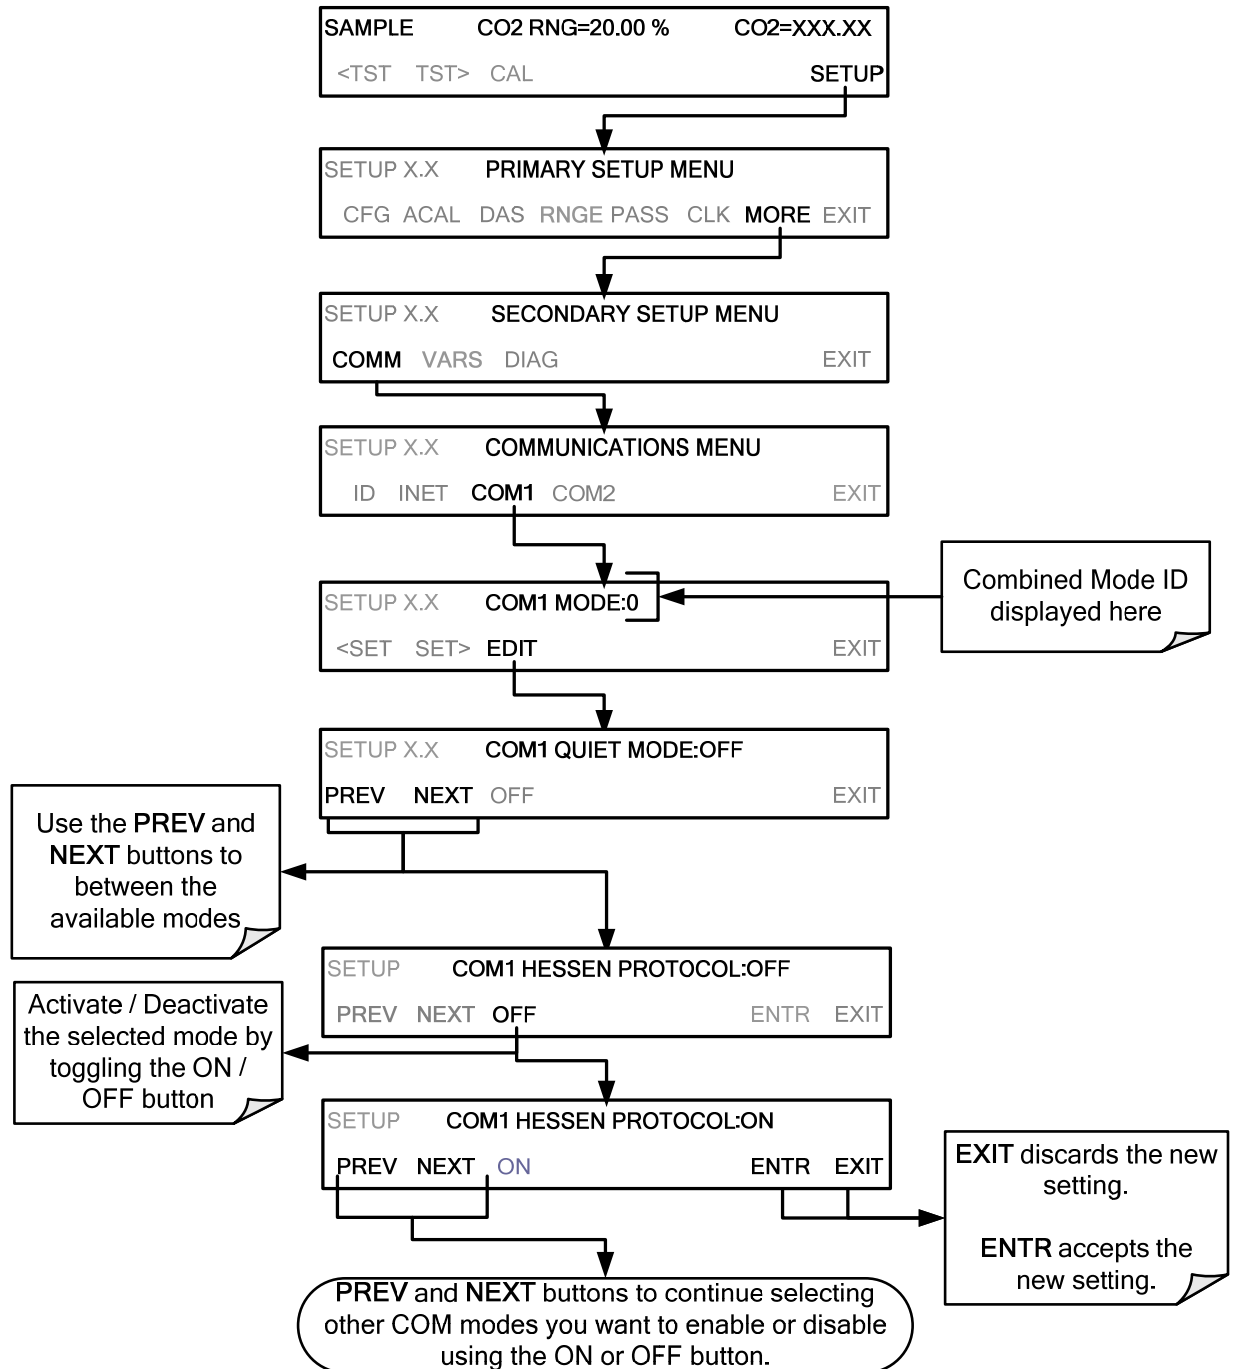 SAMPLE CO2 RNG=20.00 % CO2=XXX.XX
<TST TST> CAL SETUP
SETUP X.X PRIMARY SETUP MENU
CFG ACAL DAS RNGE PASS CLK MORE EXIT
SETUP X.X SECONDARY SETUP MENU
COMM VARS DIAG EXIT
SETUP X.X COMMUNICATIONS MENU
ID INET COM1 COM2 EXIT
SETUP X.X COM1 MODE:0
<SET SET> EDIT EXIT
Combined Mode ID
displayed here
SETUP X.X COM1 QUIET MODE:OFF
PREV NEXT OFF EXIT
Use the PREV and
NEXT buttons to
between the
available modes
SETUP COM1 HESSEN PROTOCOL:OFF
PREV NEXT OFF ENTR EXIT
Activate / Deactivate
the selected mode by
toggling the ON /
OFF button
SETUP COM1 HESSEN PROTOCOL:ON
PREV NEXT ON ENTR EXIT
EXIT discards the new
setting.
ENTR accepts the
new setting.
PREV and NEXT buttons to continue selecting
other COM modes you want to enable or disable
using the ON or OFF button.